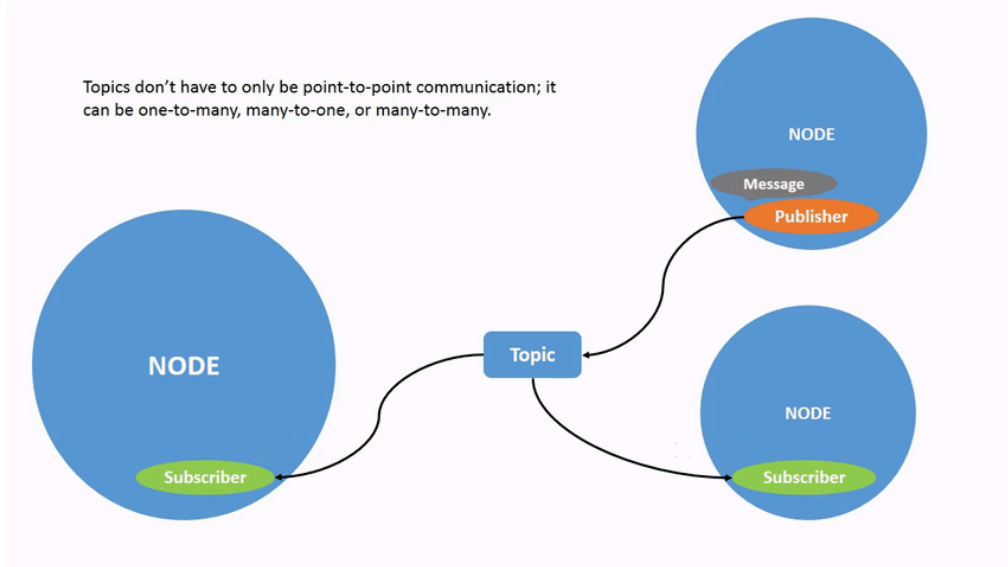 Topics don’t have to only be point-to-point communication; it
can be one-to-many, many-to-one, or many-to-many.
NODE
Message
Publisher
Topic
NODE
Subscriber
NODE
Subscriber